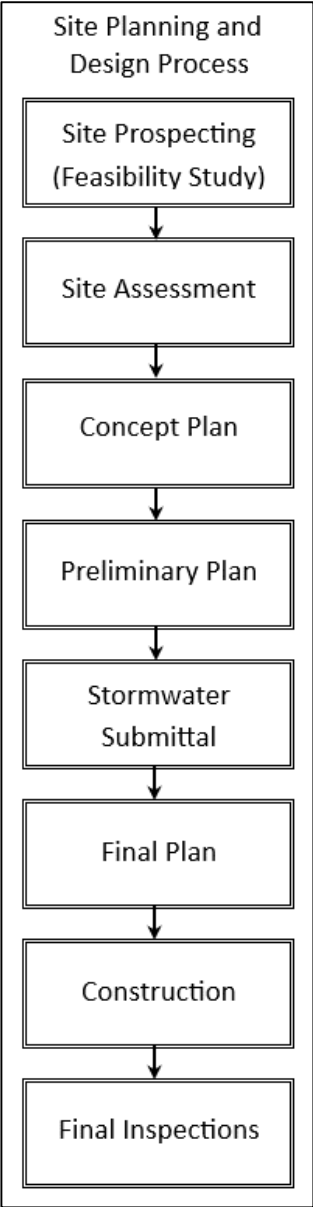 Site Planning and
Design Process
Site Prospecting
(Feasibility Study)
Site Assessment
Concept Plan
Preliminary Plan
Stormwater
Submittal
Final Plan
Construction
Final Inspections